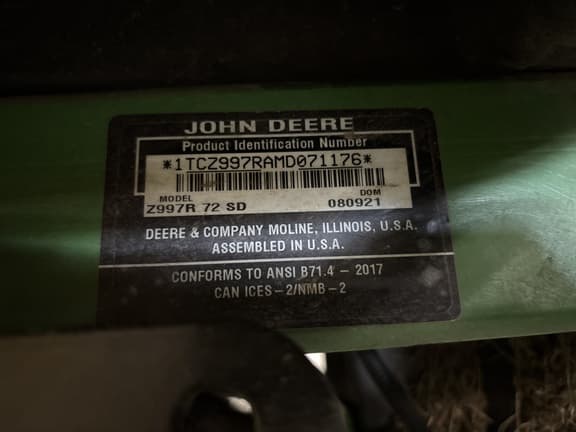 JOHN DEERE
Product Identification Number
*1TCZ997RAMD071176*
MODEL DOM
Z997R 72 SD 080921
DEERE & COMPANY MOLINE, ILLINOIS, U.S.A.
ASSEMBLED IN U.S.A.
CONFORMS TO ANSI B71.4 - 2017
CAN ICES-2/NMB-2